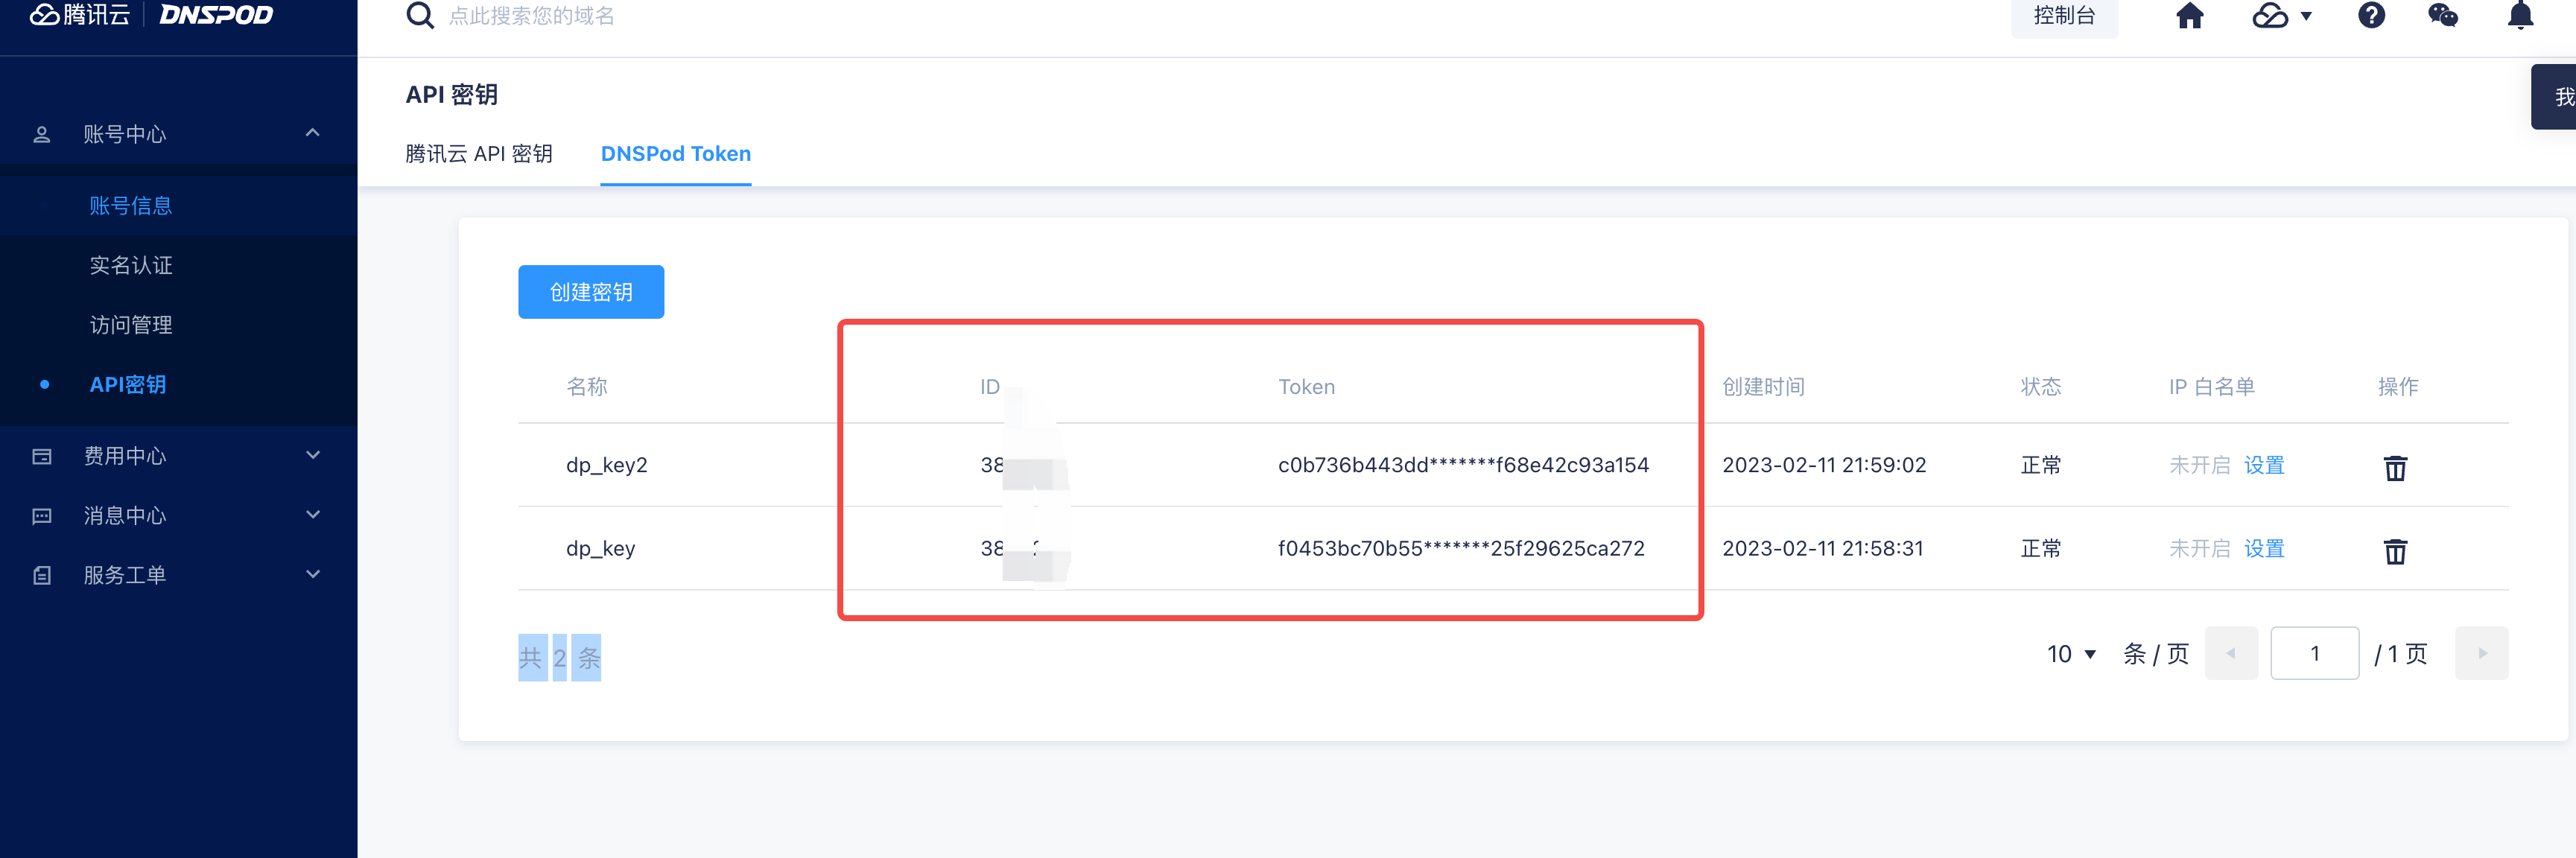 腾讯云 DNSPOD
点此搜索您的域名
控制台
我
API 密钥
腾讯云 API 密钥 DNSPod Token
账号中心
账号信息
实名认证
访问管理
API密钥
费用中心
消息中心
服务工单
创建密钥
名称 ID Token 创建时间 状态 IP 白名单 操作
dp_key2 38 c0b736b443dd*******f68e42c93a154 2023-02-11 21:59:02 正常 未开启 设置
dp_key 38 f0453bc70b55*******25f29625ca272 2023-02-11 21:58:31 正常 未开启 设置
共 2 条
10 条 / 页 1 / 1 页